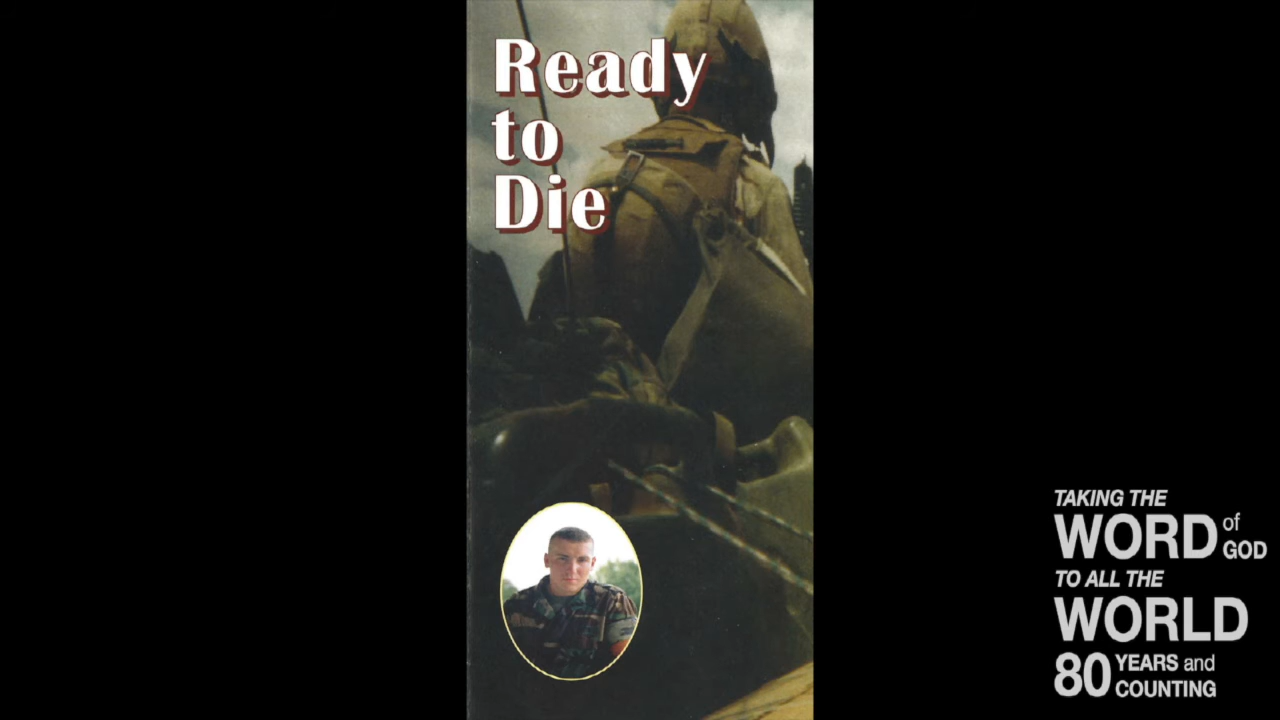 Ready
to
Die
TAKING THE
WORD of GOD
TO ALL THE
WORLD
80 YEARS and COUNTING